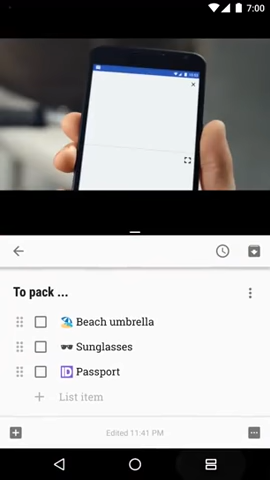 7:00
To pack ...
🏖 Beach umbrella
🕶 Sunglasses
🆔 Passport
List item
Edited 11:41 PM